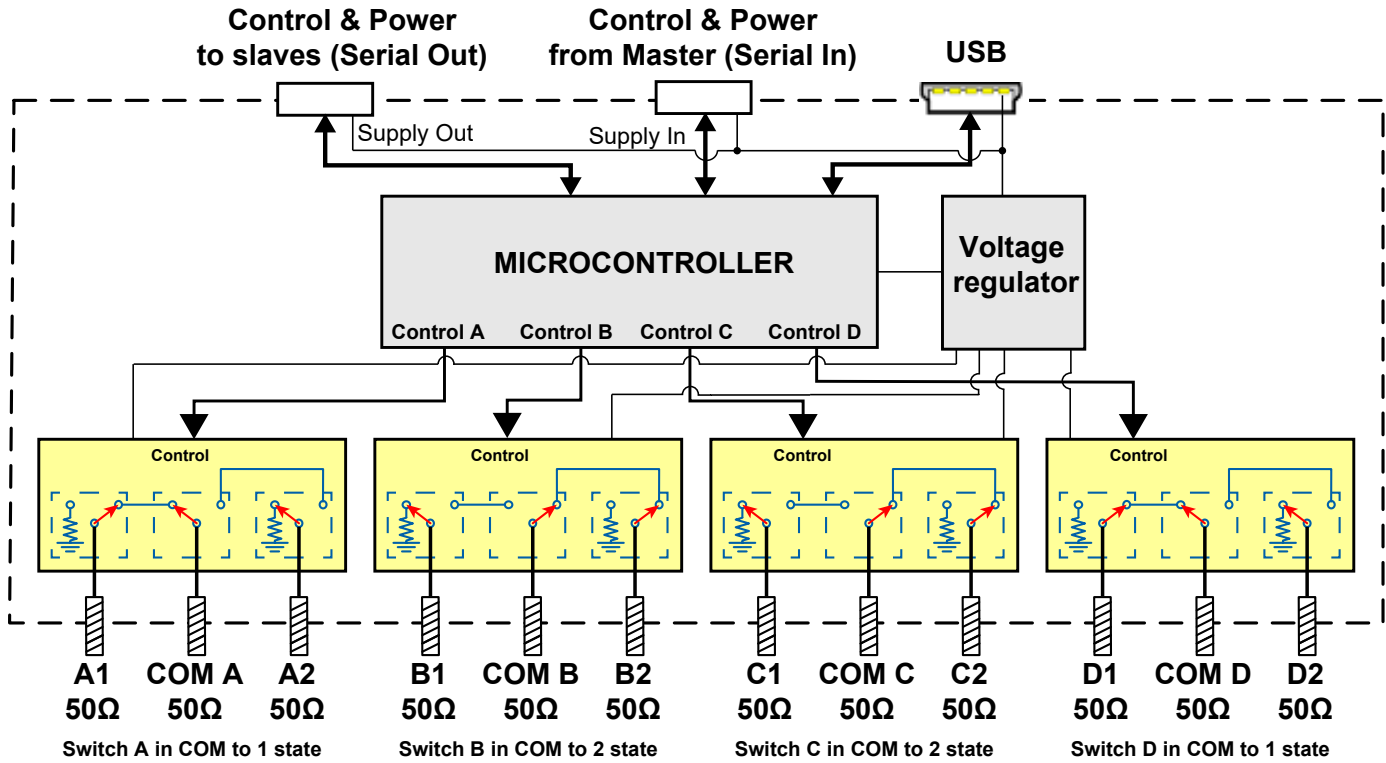 Control & Power
to slaves (Serial Out)
Control & Power
from Master (Serial In)
USB
Supply Out
Supply In
MICROCONTROLLER
Voltage
regulator
Control A
Control B
Control C
Control D
Control
Control
Control
Control
A1
COM A
A2
B1
COM B
B2
C1
COM C
C2
D1
COM D
D2
50Ω
50Ω
50Ω
50Ω
50Ω
50Ω
50Ω
50Ω
50Ω
50Ω
50Ω
50Ω
Switch A in COM to 1 state
Switch B in COM to 2 state
Switch C in COM to 2 state
Switch D in COM to 1 state